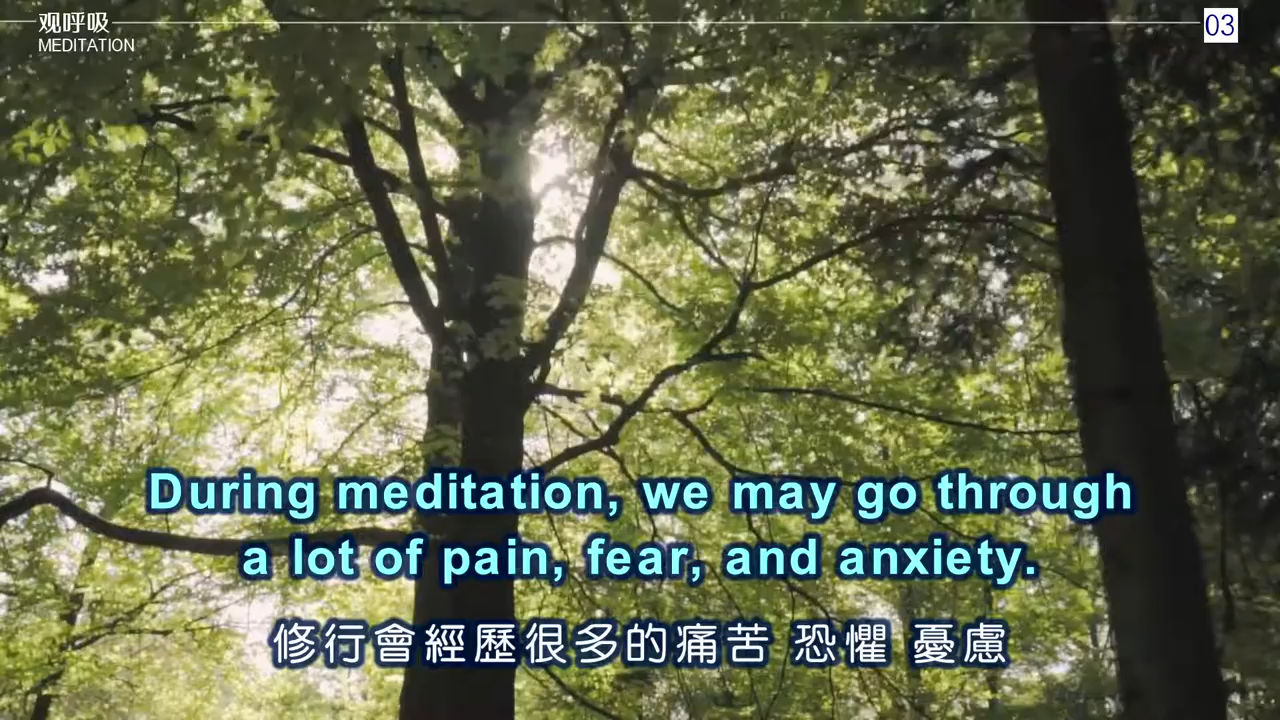 观呼吸
MEDITATION
03
During meditation, we may go through
a lot of pain, fear, and anxiety.
修行會經歷很多的痛苦 恐懼 憂慮